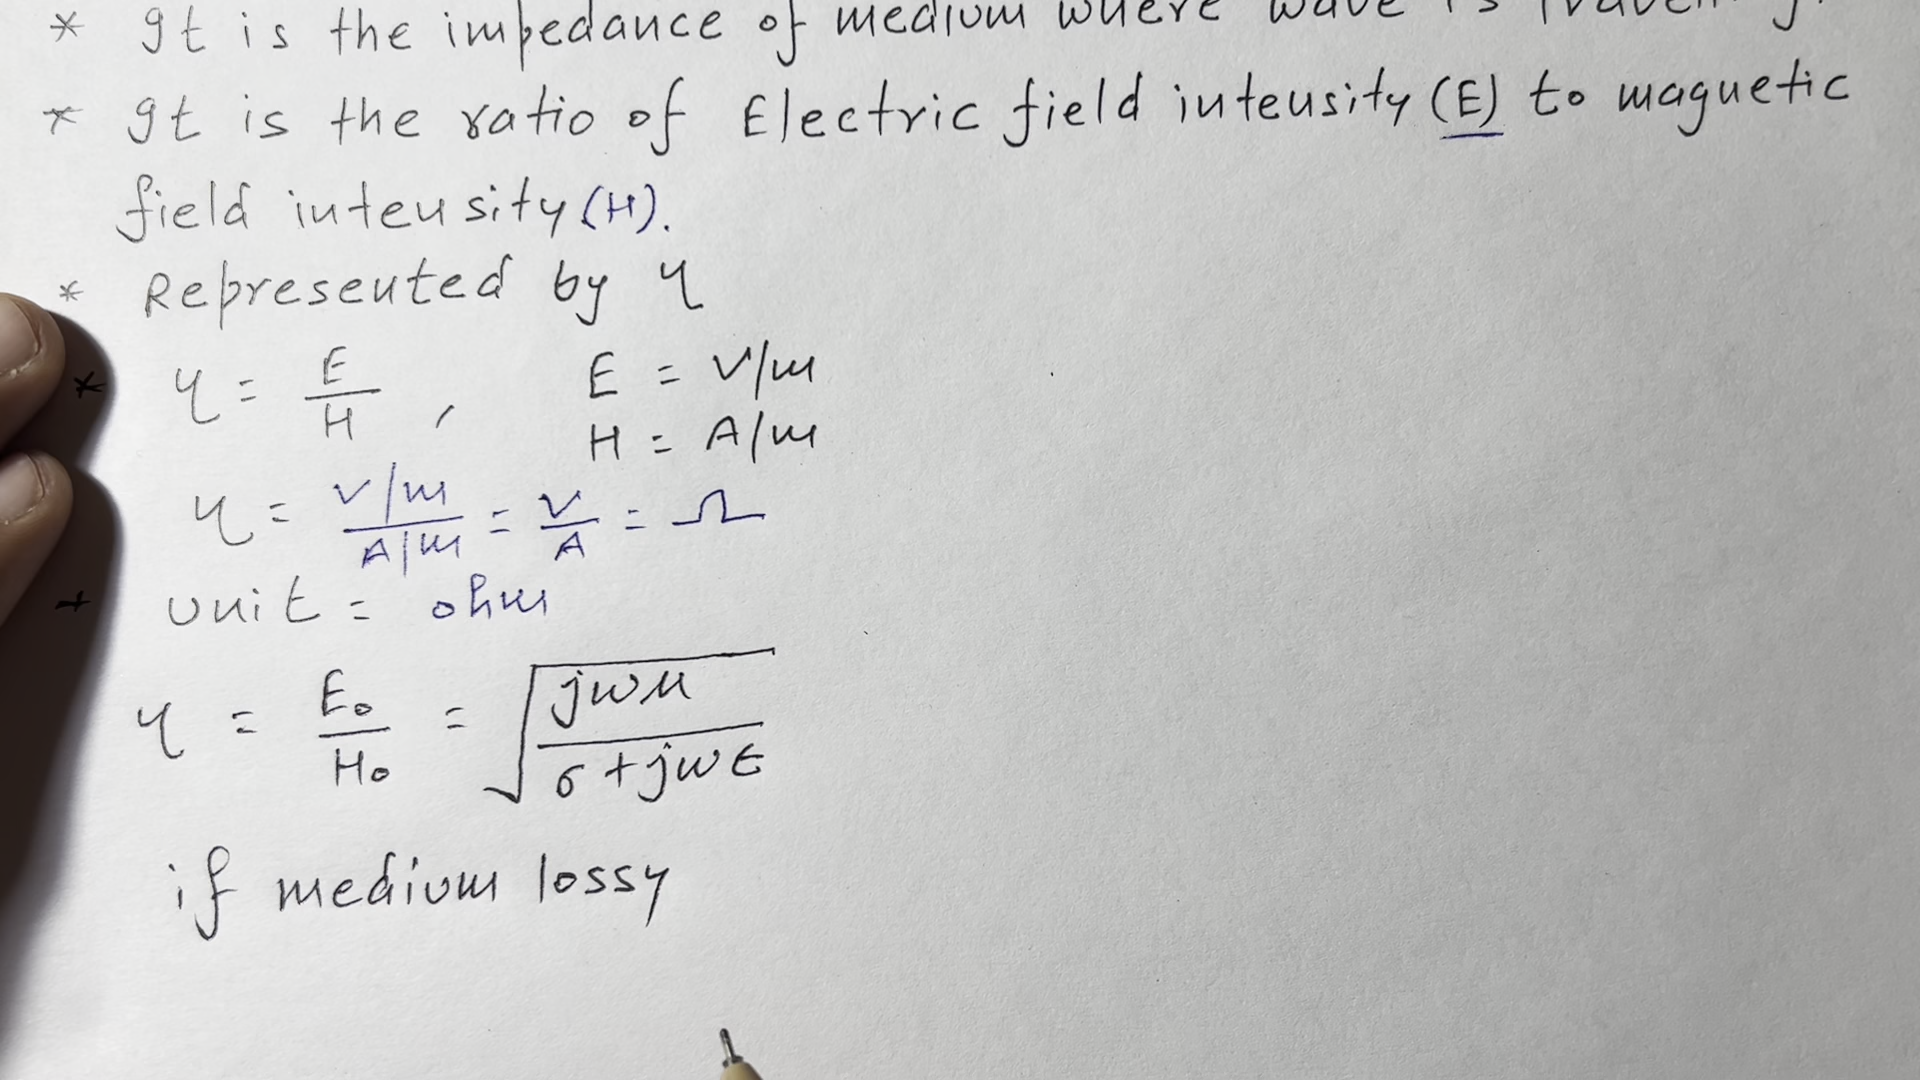 * It is the impedance of medium where wave is traveling.
* It is the ratio of Electric field intensity (E) to magnetic
field intensity (H).
* Represented by η
* η = E/H , E = V/m
H = A/m
η = (V/m)/(A/m) = V/A = Ω
* Unit = ohm
η = E₀/H₀ = √(jωμ/(σ+jωϵ))
if medium lossy